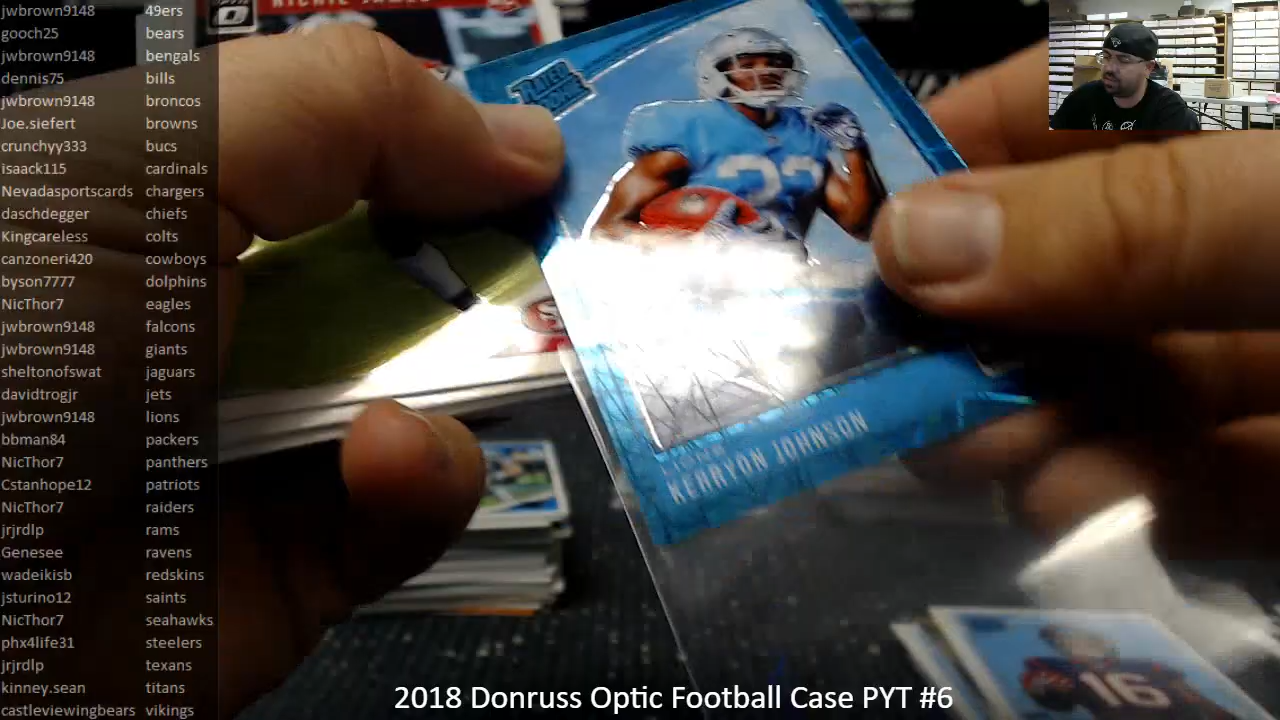 jwbrown9148 49ers
gooch25 bears
jwbrown9148 bengals
dennis75 bills
jwbrown9148 broncos
Joe.siefert browns
crunchyy333 bucs
isaack115 cardinals
Nevadasportscards chargers
daschdegger chiefs
Kingcareless colts
canzoneri420 cowboys
byson7777 dolphins
NicThor7 eagles
jwbrown9148 falcons
jwbrown9148 giants
sheltonofswat jaguars
davidtrogjr jets
jwbrown9148 lions
bbman84 packers
NicThor7 panthers
Cstanhope12 patriots
NicThor7 raiders
jrjrdlp rams
Genesee ravens
wadeikisb redskins
jsturino12 saints
NicThor7 seahawks
phx4life31 steelers
jrjrdlp texans
kinney.sean titans
castleviewingbears vikings
RATED ROOKIE
KERRYON JOHNSON
16
2018 Donruss Optic Football Case PYT #6